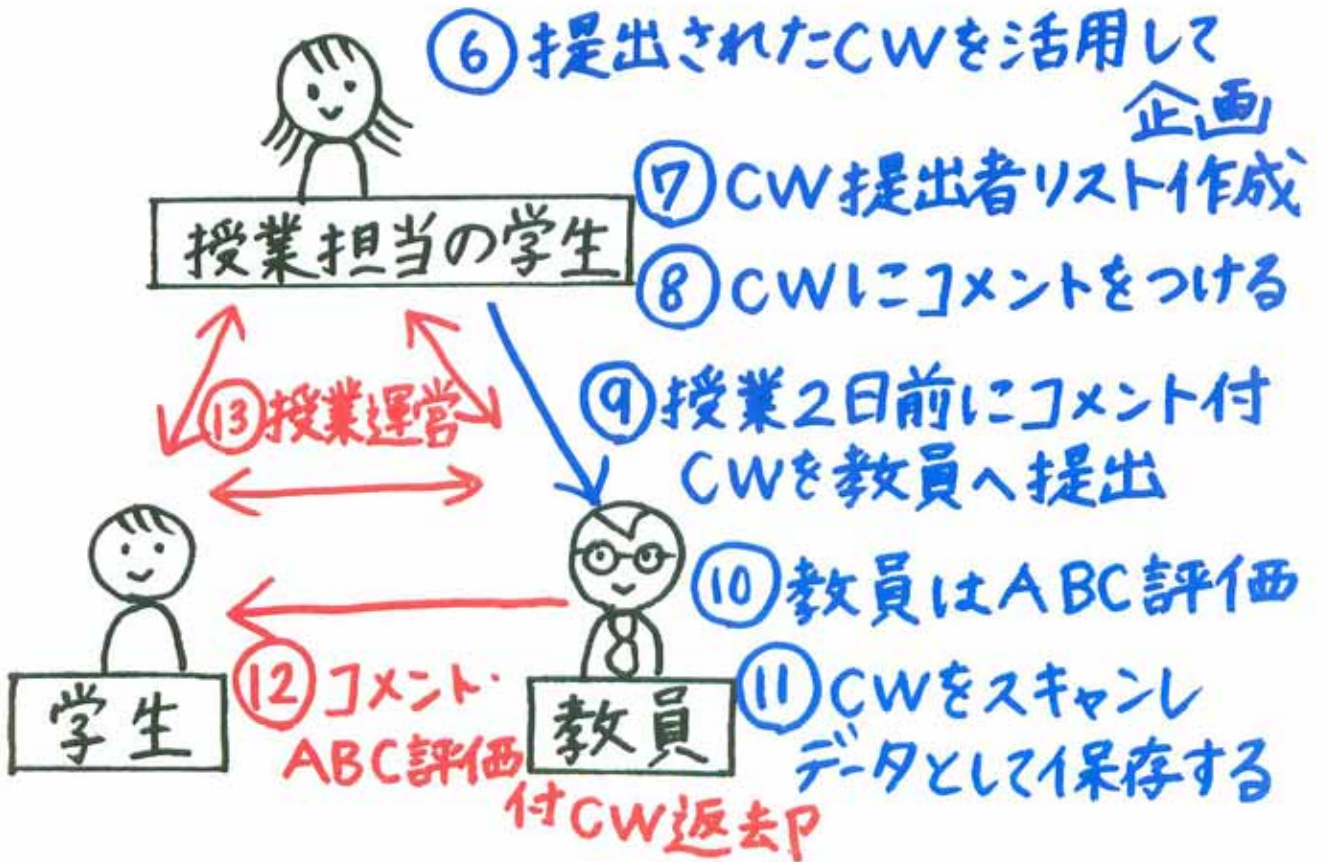 ⑥提出されたCWを活用して
企画
授業担当の学生
⑦CW提出者リスト作成
⑧CWにコメントをつける
⑨授業2日前にコメント付
CWを教員へ提出
⑬授業運営
⑩教員はABC評価
⑪CWをスキャンし
データとして保存する
学生
⑫コメント・
ABC評価
付CW返却
教員